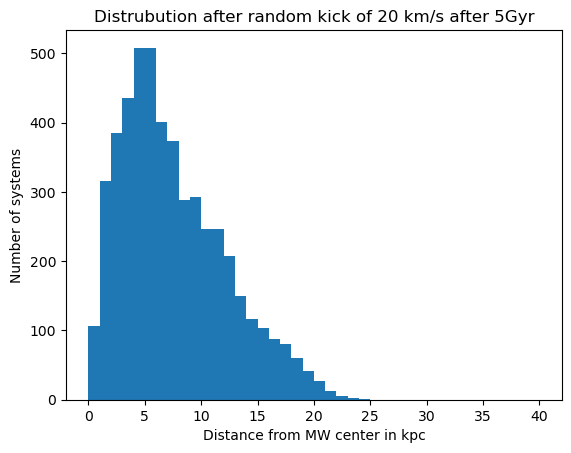 Distrubution after random kick of 20 km/s after 5Gyr
500
400
300
200
100
0
Number of systems
0 5 10 15 20 25 30 35 40
Distance from MW center in kpc